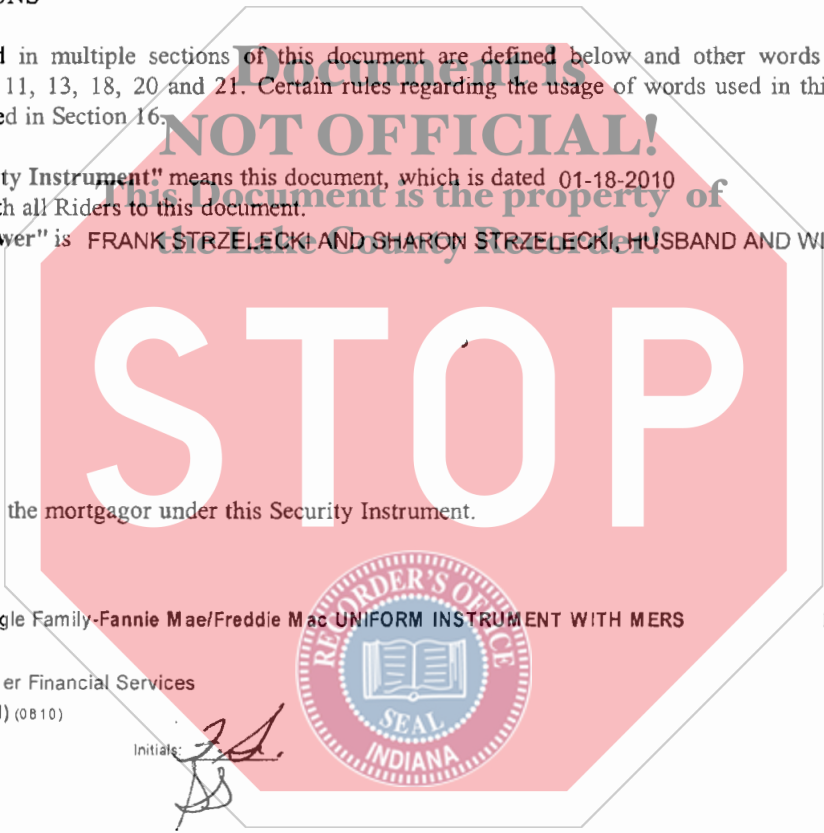 ONS
d in multiple sections of this document are defined below and other words
11, 13, 18, 20 and 21. Certain rules regarding the usage of words used in thi
ed in Section 16.
Document is
NOT OFFICIAL!
This Document is the property of
the Lake County Recorder!
ty Instrument" means this document, which is dated 01-18-2010
th all Riders to this document.
wer" is FRANK STRZELECKI AND SHARON STRZELECKI, HUSBAND AND WI
STOP
the mortgagor under this Security Instrument.
gle Family-Fannie Mae/Freddie Mac UNIFORM INSTRUMENT WITH MERS
er Financial Services
) (0810)
Initials: F.S.
SS
RECORDER'S OFFICE
SEAL
INDIANA